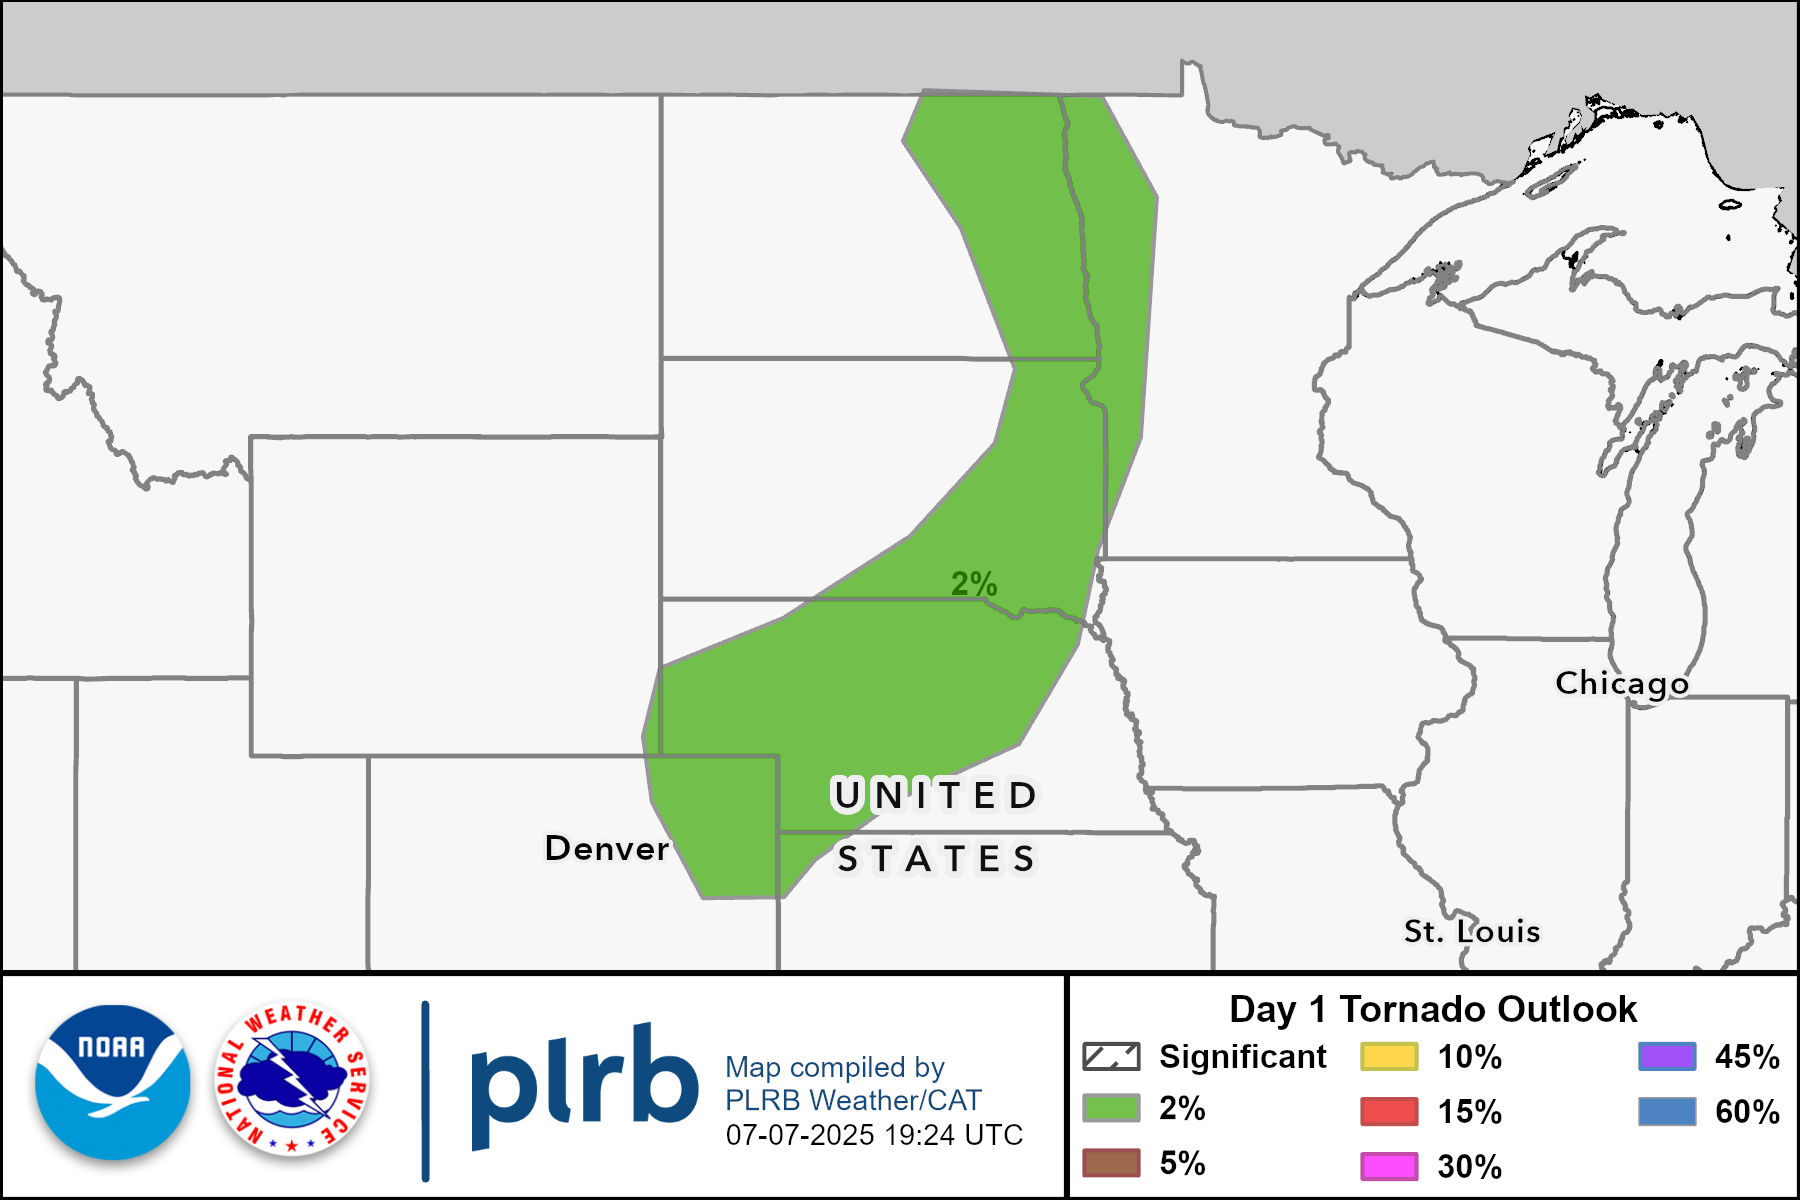 2%
UNITED
STATES
Denver
Chicago
St. Louis
NOAA
NATIONAL WEATHER SERVICE
plrb
Map compiled by
PLRB Weather/CAT
07-07-2025 19:24 UTC
Day 1 Tornado Outlook
Significant
2%
5%
10%
15%
30%
45%
60%